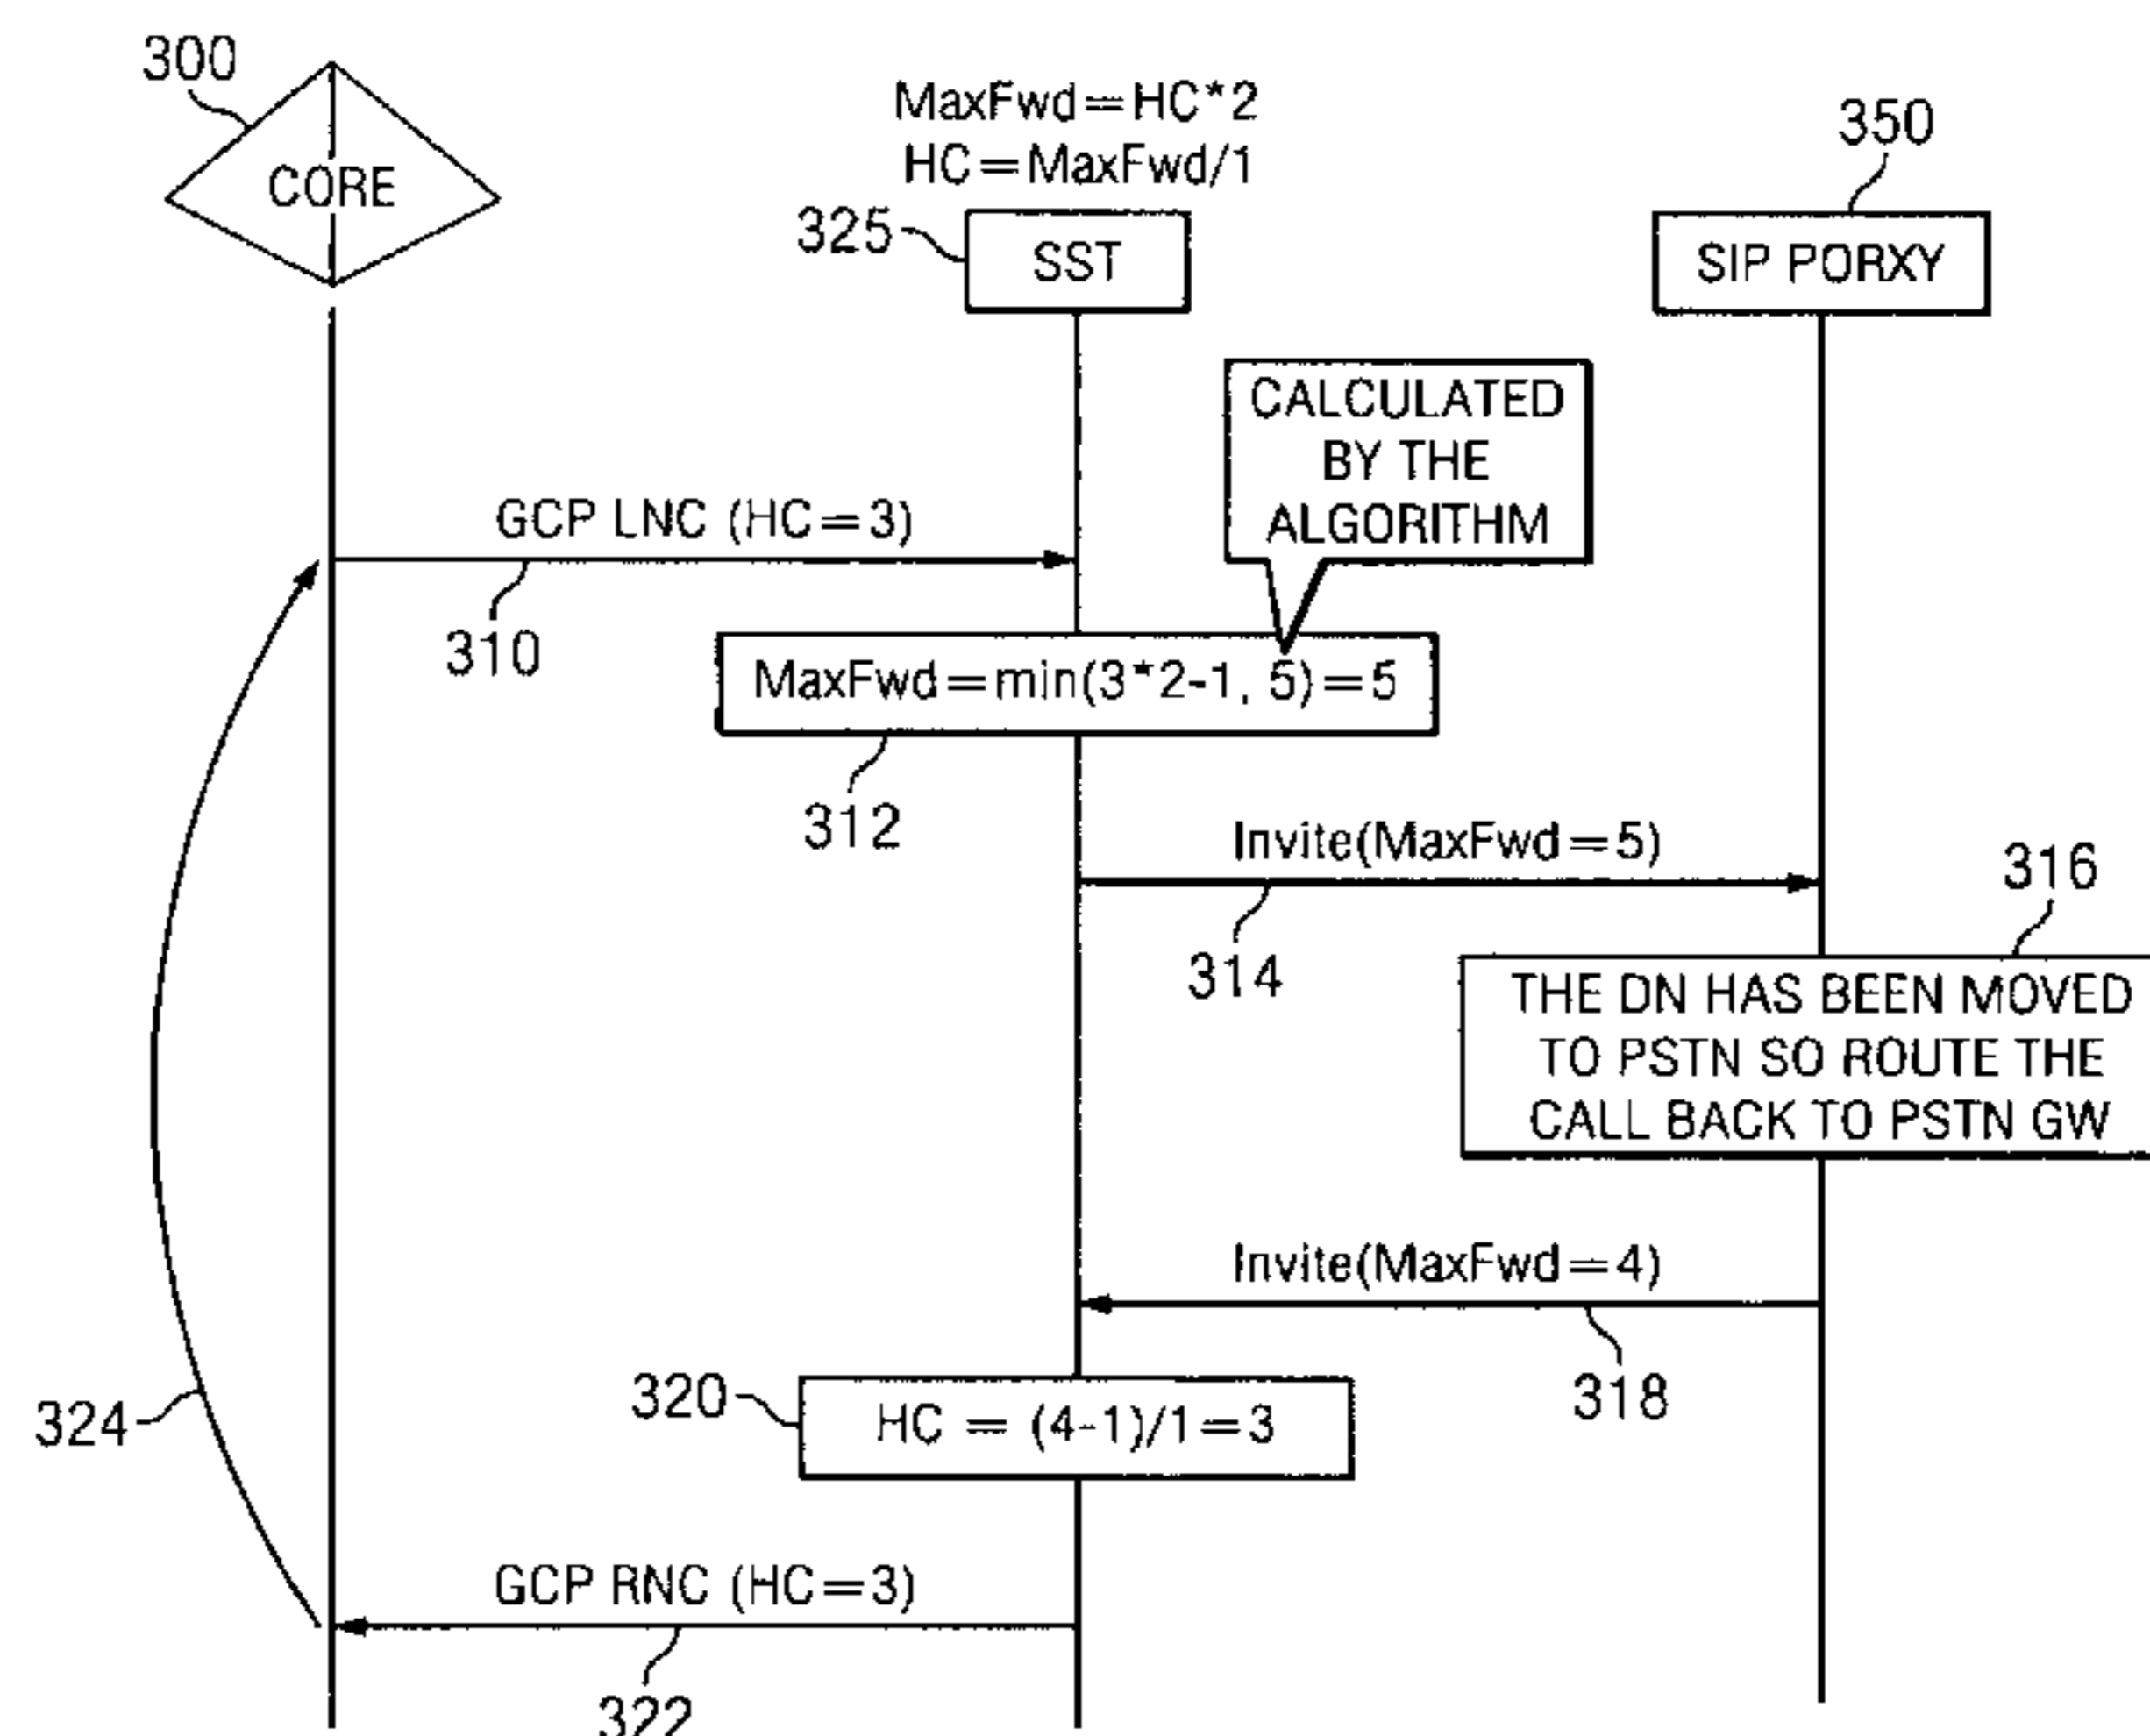 300
CORE
MaxFwd=HC*2
HC=MaxFwd/1
325
SST
350
SIP PORXY
CALCULATED
BY THE
ALGORITHM
GCP LNC (HC=3)
310
MaxFwd=min(3*2-1, 5)=5
312
Invite(MaxFwd=5)
314
316
THE DN HAS BEEN MOVED
TO PSTN SO ROUTE THE
CALL BACK TO PSTN GW
Invite(MaxFwd=4)
318
320
HC = (4-1)/1=3
324
GCP RNC (HC=3)
322